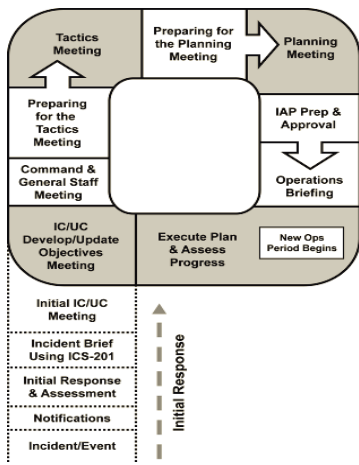 Tactics
Meeting
Preparing for
the Planning
Meeting
Planning
Meeting
Preparing
for the
Tactics
Meeting
IAP Prep &
Approval
Command &
General Staff
Meeting
Operations
Briefing
IC/UC
Develop/Update
Objectives
Meeting
Execute Plan
& Assess
Progress
New Ops
Period Begins
Initial IC/UC
Meeting
Incident Brief
Using ICS-201
Initial Response
& Assessment
Notifications
Incident/Event
Initial Response